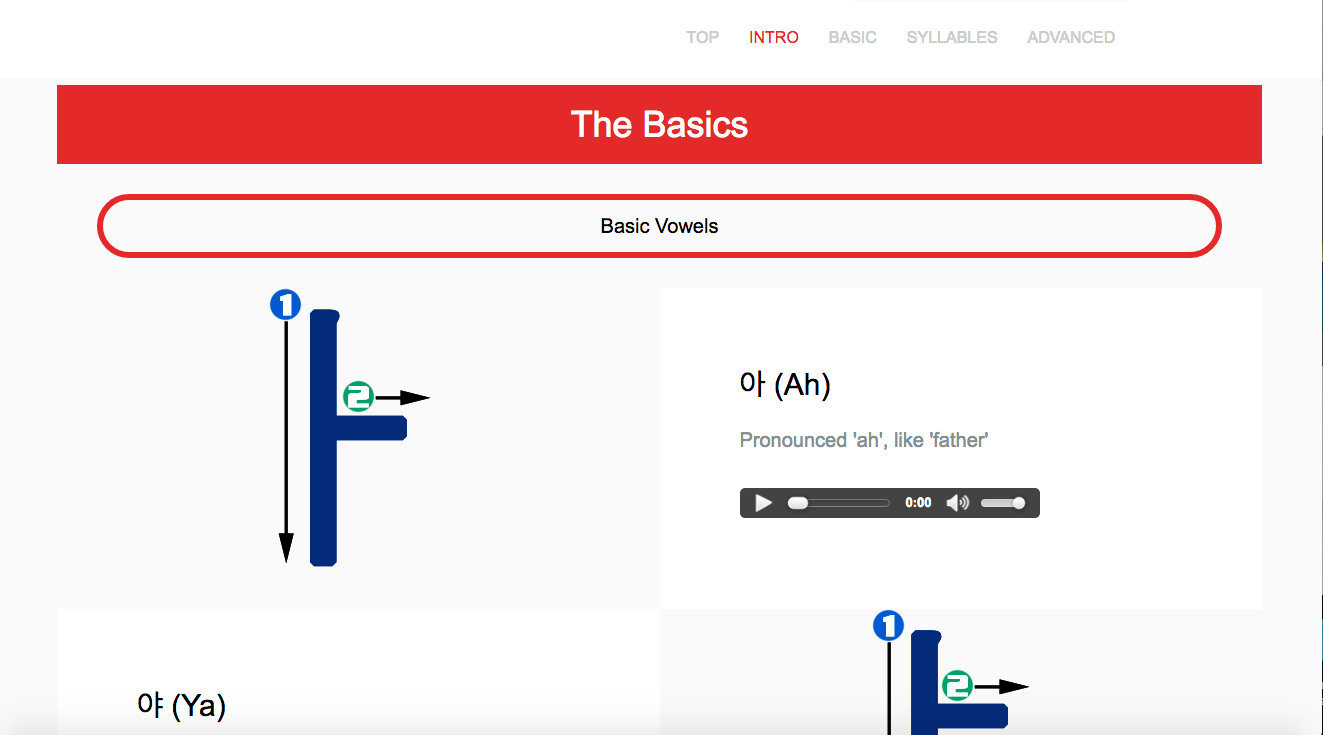 TOP INTRO BASIC SYLLABLES ADVANCED
The Basics
Basic Vowels
1
2
아 (Ah)
Pronounced 'ah', like 'father'
0:00
야 (Ya)
1
2